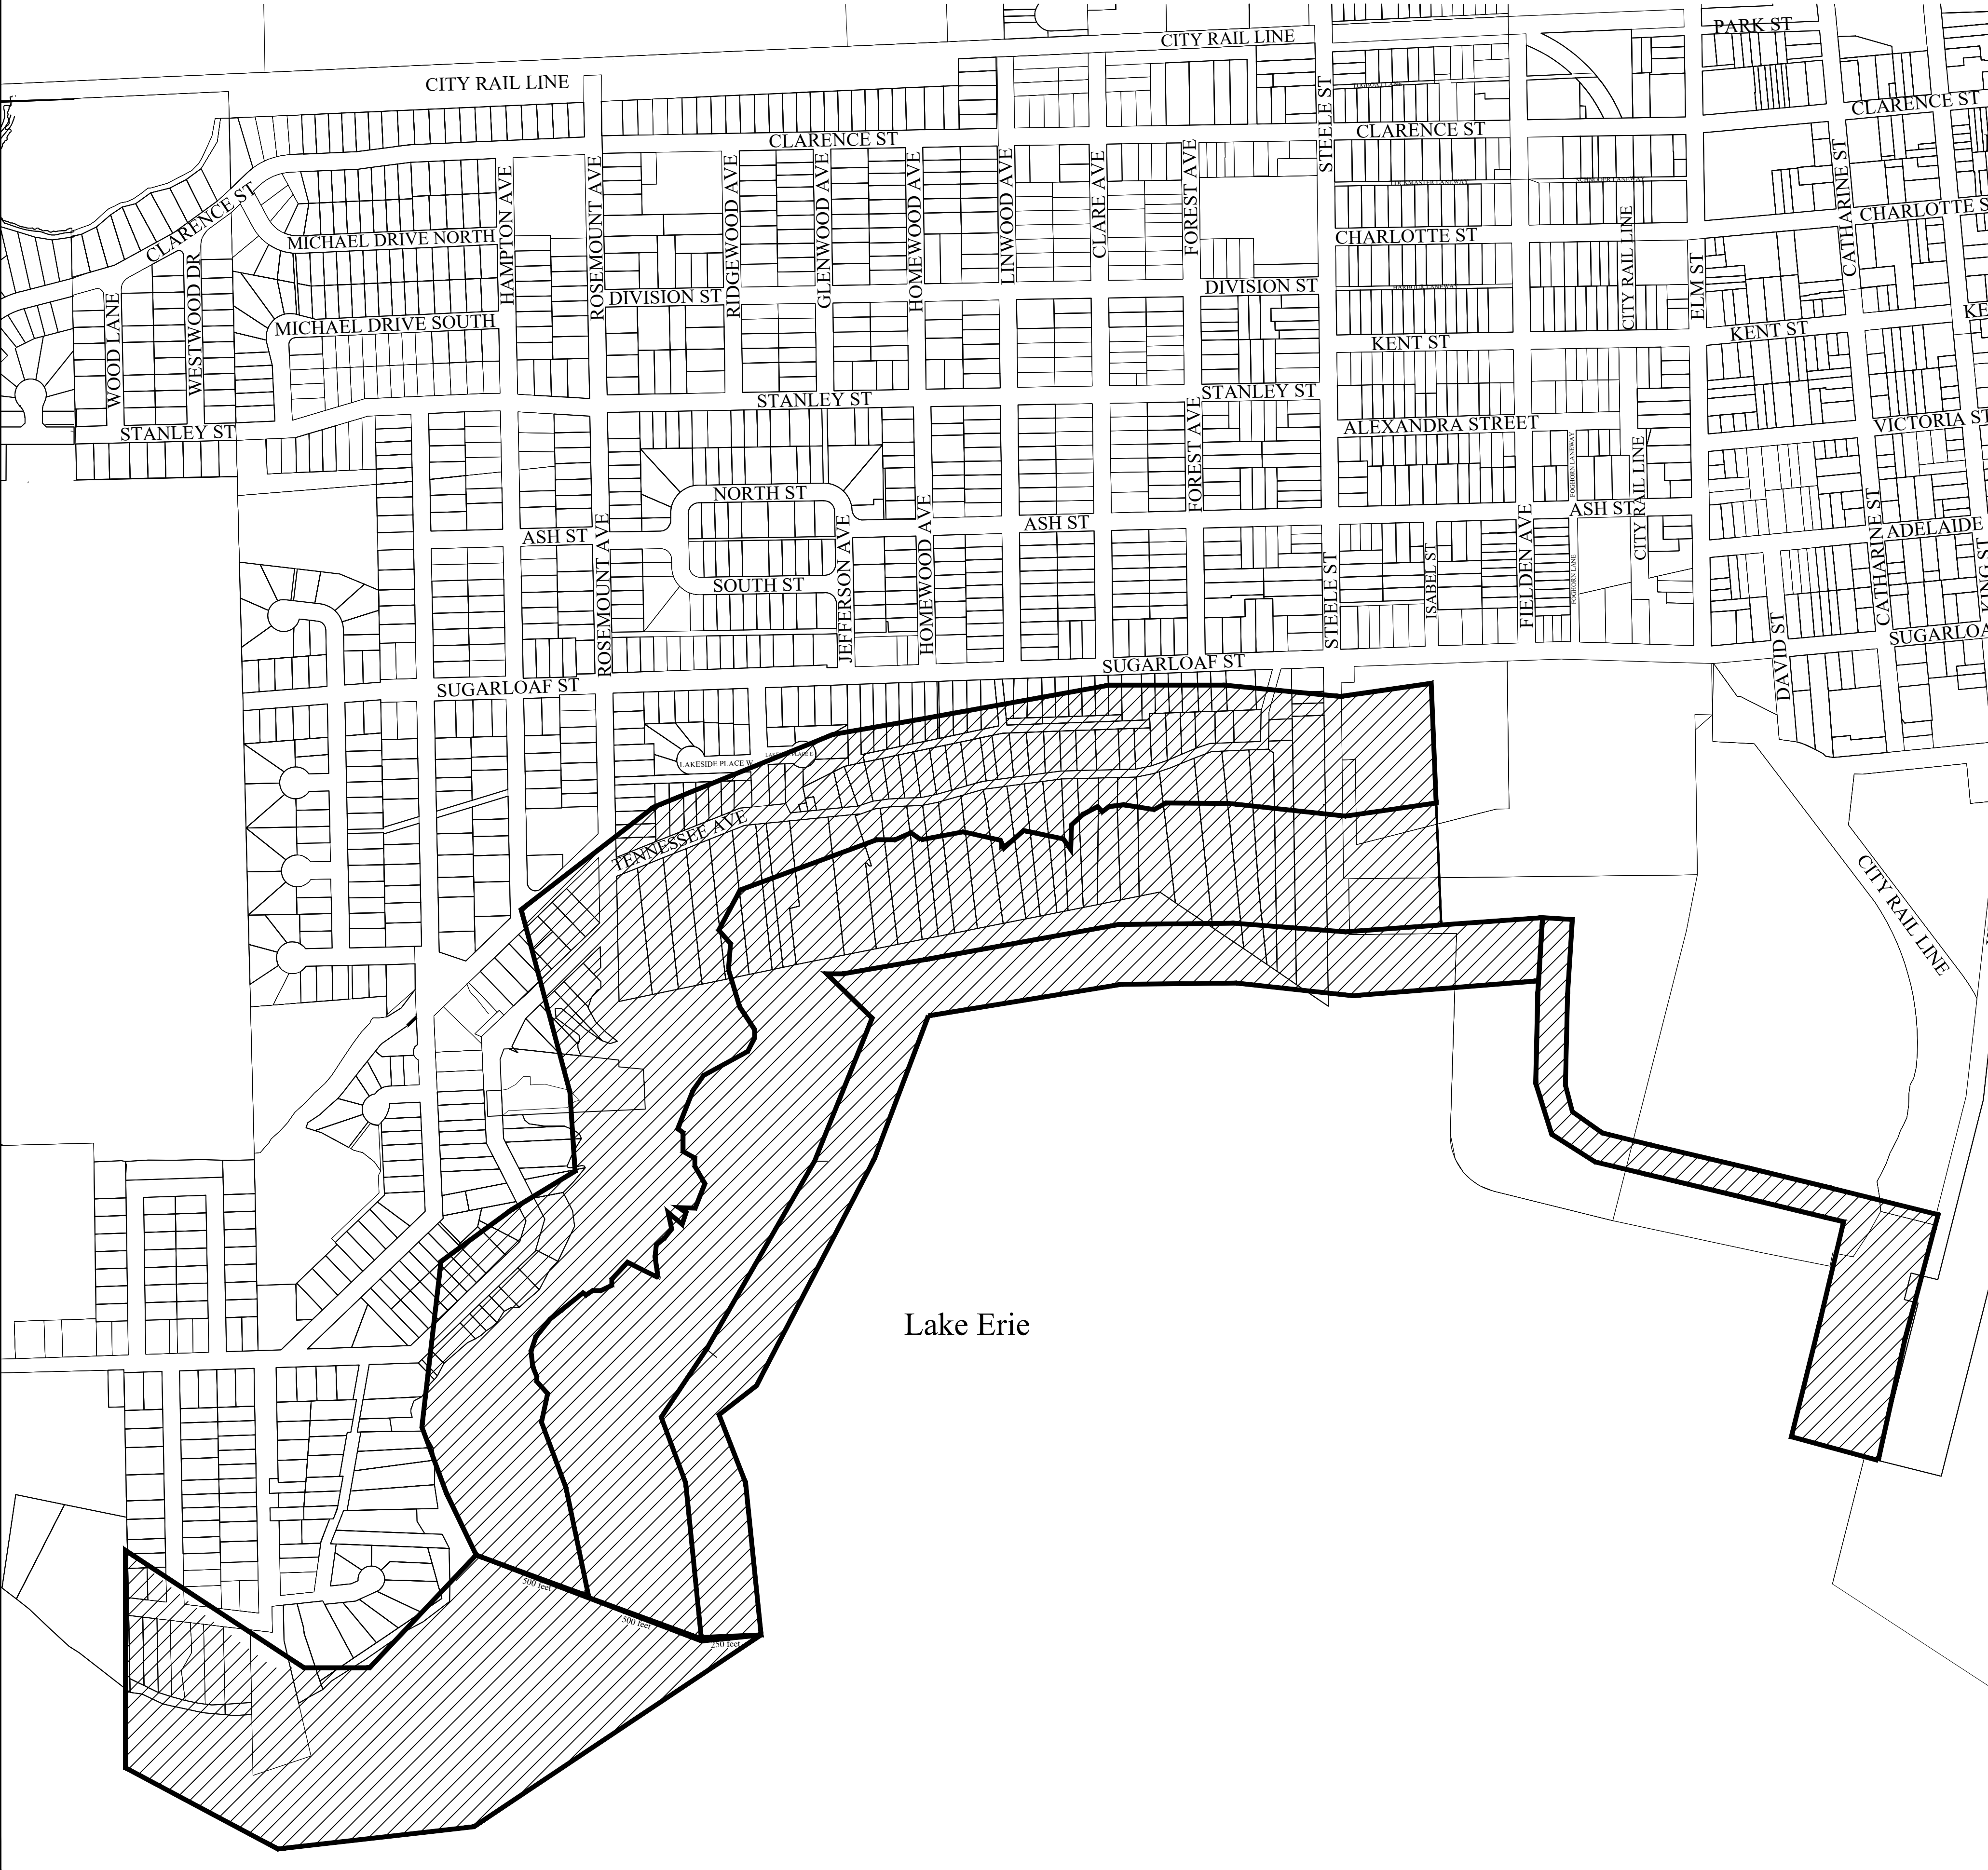 PARK ST
CITY RAIL LINE
CITY RAIL LINE
CLARENCE ST
CLARENCE ST
CLARENCE ST
STEELE ST
CLARENCE ST
MICHAEL DRIVE NORTH
HAMPTON AVE
ROSEMOUNT AVE
RIDGEWOOD AVE
GLENWOOD AVE
HOMEWOOD AVE
LINWOOD AVE
CLARE AVE
FOREST AVE
CATHARINE ST
CHARLOTTE S
CHARLOTTE ST
CITY RAIL LINE
ELM ST
WOOD LANE
WESTWOOD DR
DIVISION ST
DIVISION ST
MICHAEL DRIVE SOUTH
KENT ST
KENT ST
KE
STANLEY ST
STANLEY ST
STANLEY ST
ALEXANDRA STREET
VICTORIA ST
FOREST AVE
FOGHORN LANEWAY
CITY RAIL LINE
NORTH ST
ASH ST
ASH ST
ASH ST
ADELAIDE
ROSEMOUNT AVE
JEFFERSON AVE
HOMEWOOD AVE
STEELE ST
ISABEL ST
FIELDEN AVE
FOGHORN LANE
CATHARINE ST
KING ST
SOUTH ST
DAVID ST
SUGARLOA
SUGARLOAF ST
SUGARLOAF ST
LAKESIDE PLACE W
TENNESSEE AVE
CITY RAIL LINE
Lake Erie
500 feet
500 feet
250 feet